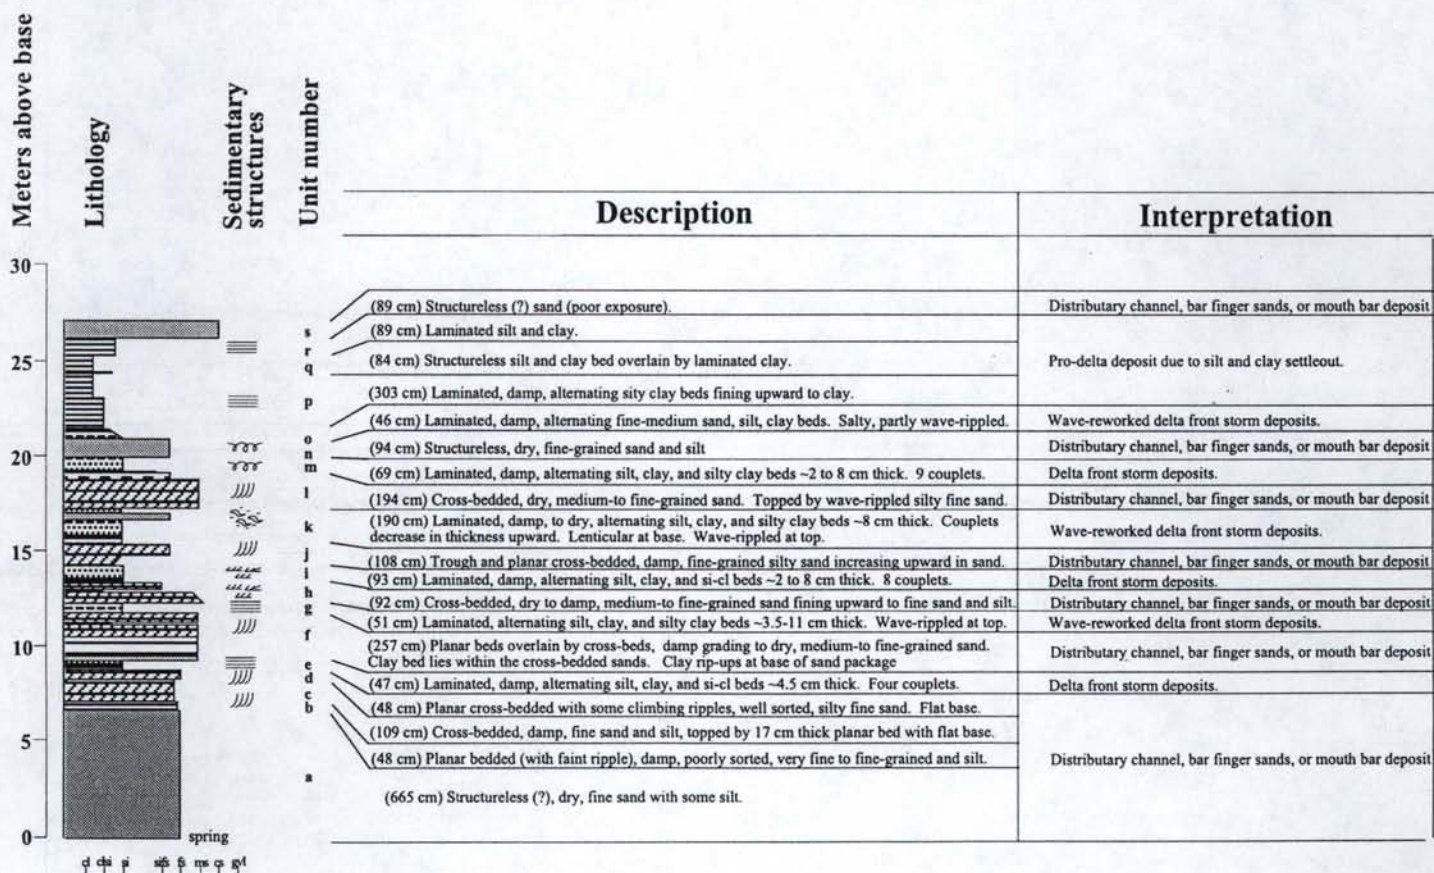 Meters above base
Lithology
Sedimentary
structures
Unit number
Description
Interpretation
30
25
20
15
10
5
0
s
r
q
p
o
n
m
l
k
j
i
h
g
f
e
d
c
b
a
(89 cm) Structureless (?) sand (poor exposure).
Distributary channel, bar finger sands, or mouth bar deposit
(89 cm) Laminated silt and clay.
(84 cm) Structureless silt and clay bed overlain by laminated clay.
Pro-delta deposit due to silt and clay settleout.
(303 cm) Laminated, damp, alternating sity clay beds fining upward to clay.
(46 cm) Laminated, damp, alternating fine-medium sand, silt, clay beds. Salty, partly wave-rippled.
Wave-reworked delta front storm deposits.
(94 cm) Structureless, dry, fine-grained sand and silt
Distributary channel, bar finger sands, or mouth bar deposit
(69 cm) Laminated, damp, alternating silt, clay, and silty clay beds ~2 to 8 cm thick. 9 couplets.
Delta front storm deposits.
(194 cm) Cross-bedded, dry, medium-to fine-grained sand. Topped by wave-rippled silty fine sand.
Distributary channel, bar finger sands, or mouth bar deposit
(190 cm) Laminated, damp, to dry, alternating silt, clay, and silty clay beds ~8 cm thick. Couplets
decrease in thickness upward. Lenticular at base. Wave-rippled at top.
Wave-reworked delta front storm deposits.
(108 cm) Trough and planar cross-bedded, damp, fine-grained silty sand increasing upward in sand.
Distributary channel, bar finger sands, or mouth bar deposit
(93 cm) Laminated, damp, alternating silt, clay, and si-cl beds ~2 to 8 cm thick. 8 couplets.
Delta front storm deposits.
(92 cm) Cross-bedded, dry to damp, medium-to fine-grained sand fining upward to fine sand and silt.
Distributary channel, bar finger sands, or mouth bar deposit
(51 cm) Laminated, alternating silt, clay, and silty clay beds ~3.5-11 cm thick. Wave-rippled at top.
Wave-reworked delta front storm deposits.
(257 cm) Planar beds overlain by cross-beds, damp grading to dry, medium-to fine-grained sand.
Clay bed lies within the cross-bedded sands. Clay rip-ups at base of sand package
Distributary channel, bar finger sands, or mouth bar deposit
(47 cm) Laminated, damp, alternating silt, clay, and si-cl beds ~4.5 cm thick. Four couplets.
Delta front storm deposits.
(48 cm) Planar cross-bedded with some climbing ripples, well sorted, silty fine sand. Flat base.
(109 cm) Cross-bedded, damp, fine sand and silt, topped by 17 cm thick planar bed with flat base.
(48 cm) Planar bedded (with faint ripple), damp, poorly sorted, very fine to fine-grained and silt.
Distributary channel, bar finger sands, or mouth bar deposit
(665 cm) Structureless (?), dry, fine sand with some silt.
spring
cl clsi si sifs fs ms cs gvl